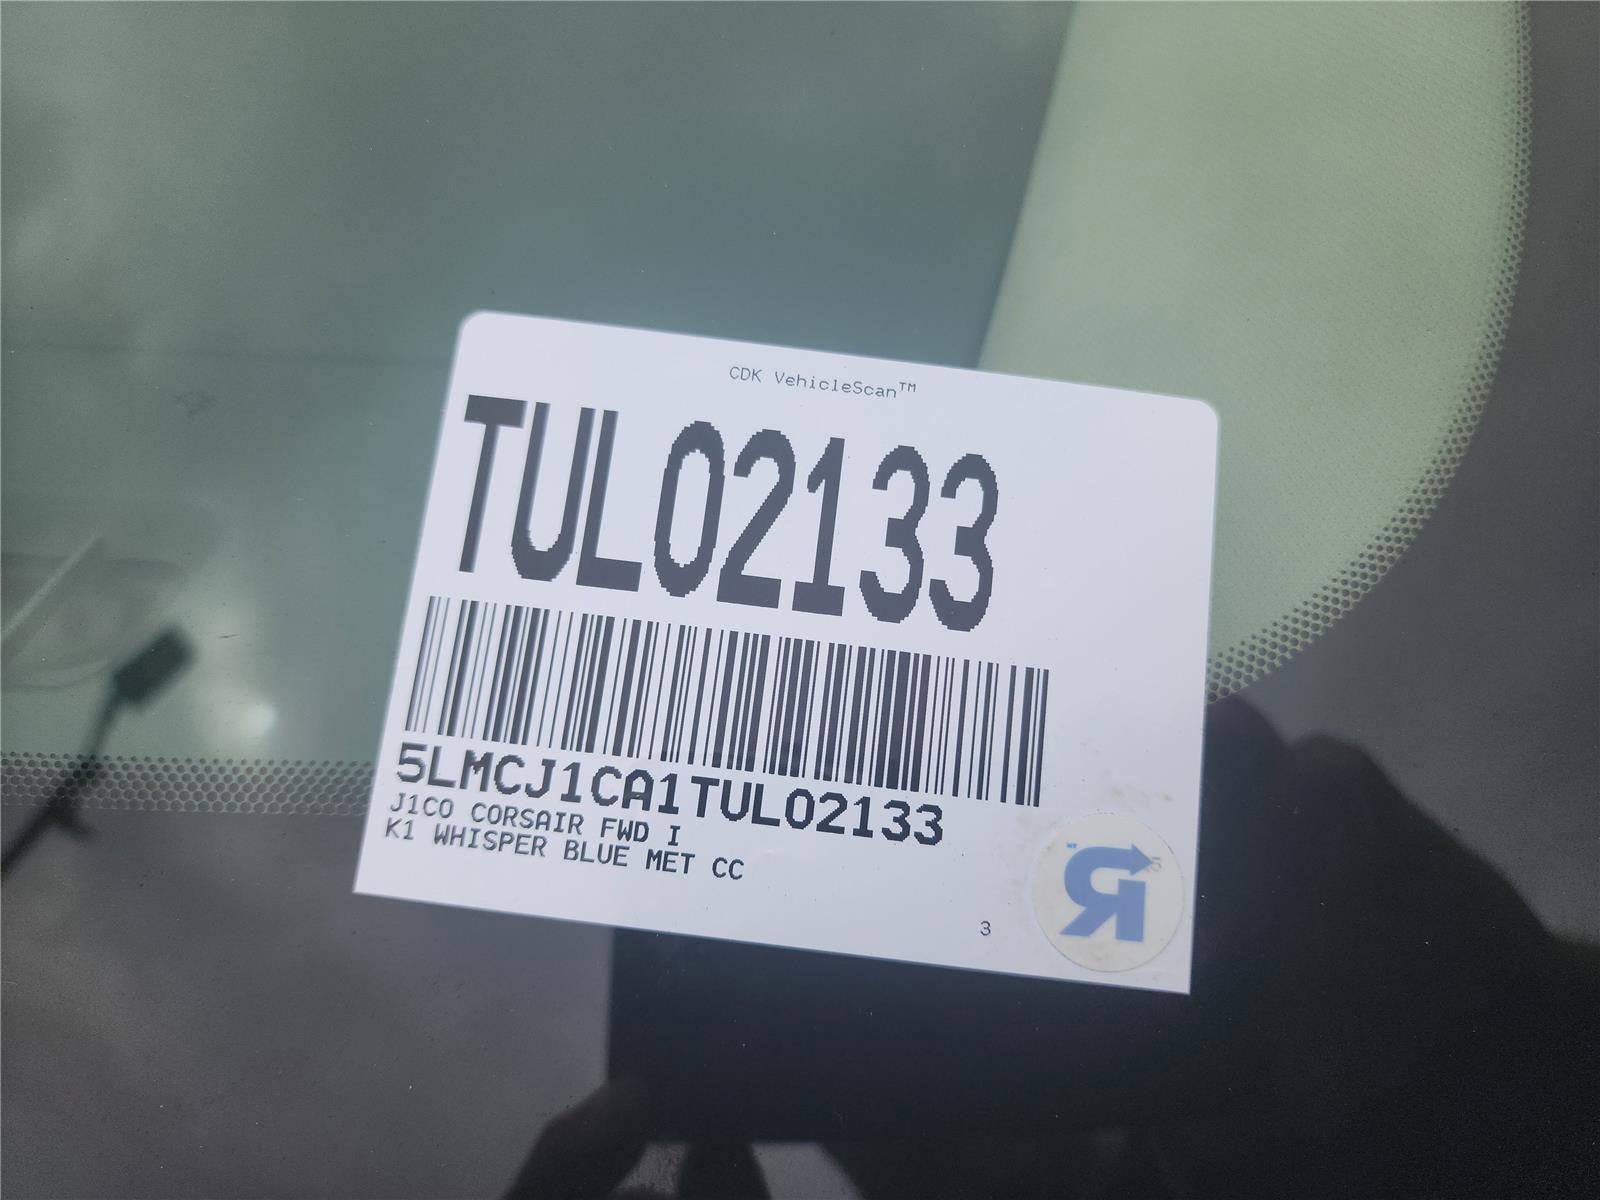 CDK VehicleScan™
TUL02133
5LMCJ1CA1TUL02133
J1C0 CORSAIR FWD I
K1 WHISPER BLUE MET CC
3